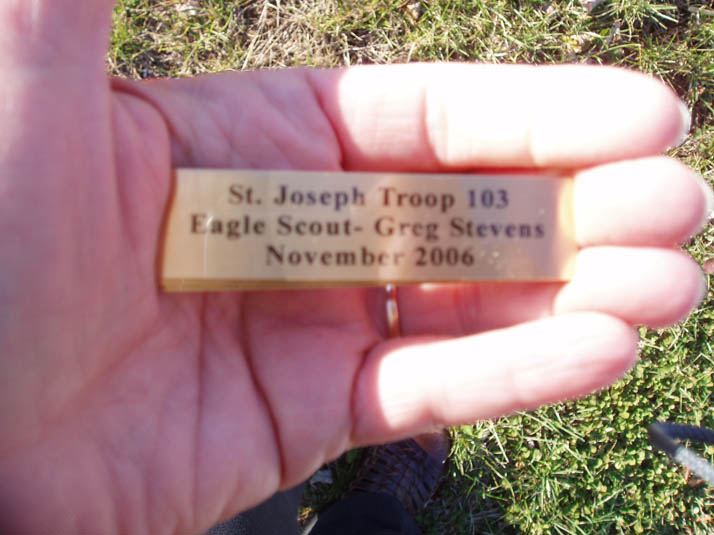 St. Joseph Troop 103
Eagle Scout- Greg Stevens
November 2006